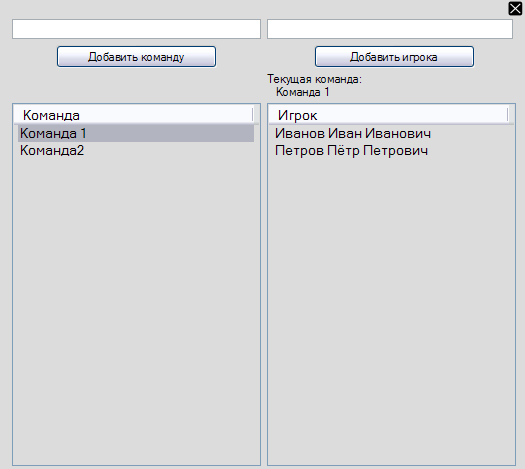 Добавить команду
Добавить игрока
Текущая команда:
Команда 1
Команда
Команда 1
Команда2
Игрок
Иванов Иван Иванович
Петров Пётр Петрович